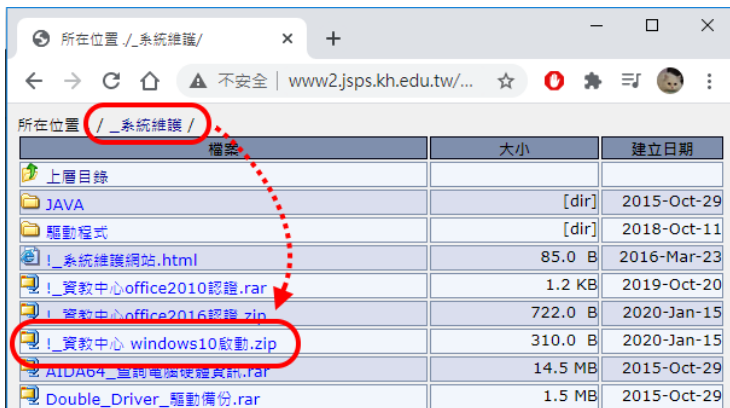 所在位置 ./_系統維護/
不安全 | www2.jsps.kh.edu.tw/...
所在位置 / _系統維護 /
檔案 大小 建立日期
上層目錄
JAVA [dir] 2015-Oct-29
驅動程式 [dir] 2018-Oct-11
!_系統維護網站.html 85.0 B 2016-Mar-23
!_資教中心office2010認證.rar 1.2 KB 2019-Oct-20
!_資教中心office2016認證.zip 722.0 B 2020-Jan-15
!_資教中心 windows10啟動.zip 310.0 B 2020-Jan-15
AIDA64_查詢電腦硬體資訊.rar 14.5 MB 2015-Oct-29
Double_Driver_驅動備份.rar 1.5 MB 2015-Oct-29